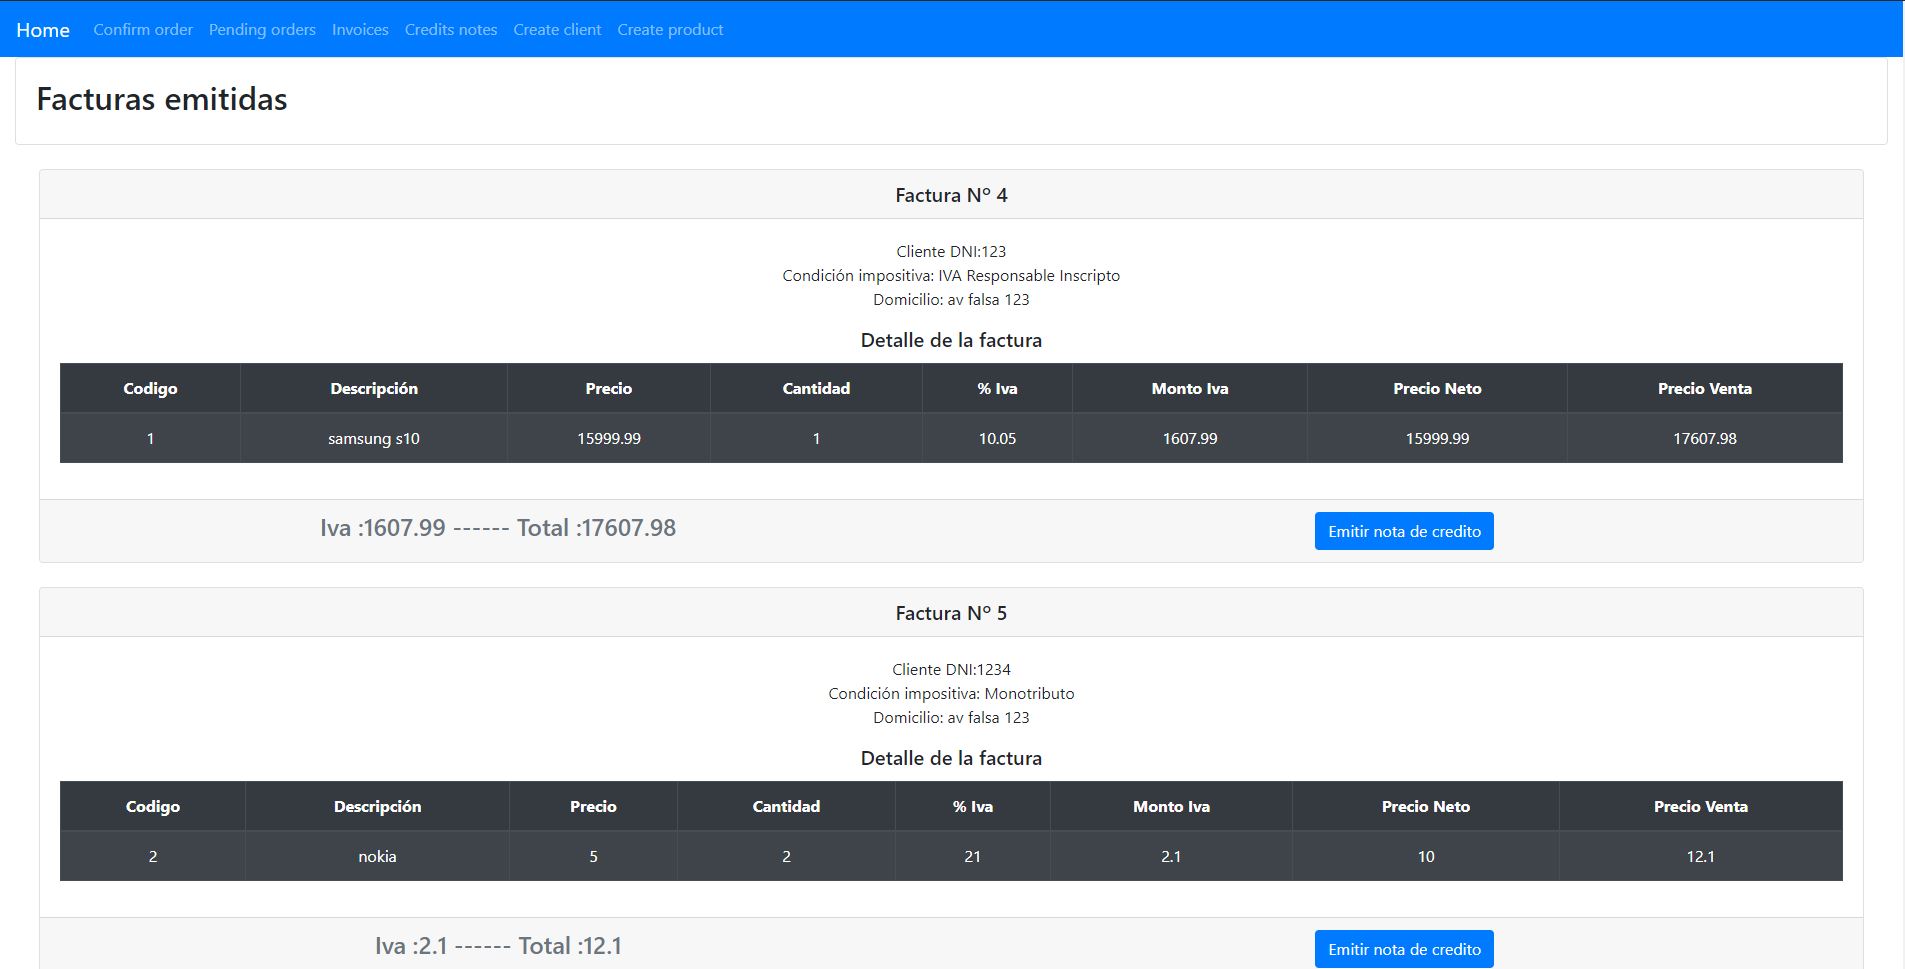 Home Confirm order Pending orders Invoices Credits notes Create client Create product
Facturas emitidas
Factura Nº 4
Cliente DNI:123
Condición impositiva: IVA Responsable Inscripto
Domicilio: av falsa 123
Detalle de la factura
Codigo Descripción Precio Cantidad % Iva Monto Iva Precio Neto Precio Venta
1 samsung s10 15999.99 1 10.05 1607.99 15999.99 17607.98
Iva :1607.99 ------ Total :17607.98 Emitir nota de credito
Factura Nº 5
Cliente DNI:1234
Condición impositiva: Monotributo
Domicilio: av falsa 123
Detalle de la factura
Codigo Descripción Precio Cantidad % Iva Monto Iva Precio Neto Precio Venta
2 nokia 5 2 21 2.1 10 12.1
Iva :2.1 ------ Total :12.1 Emitir nota de credito